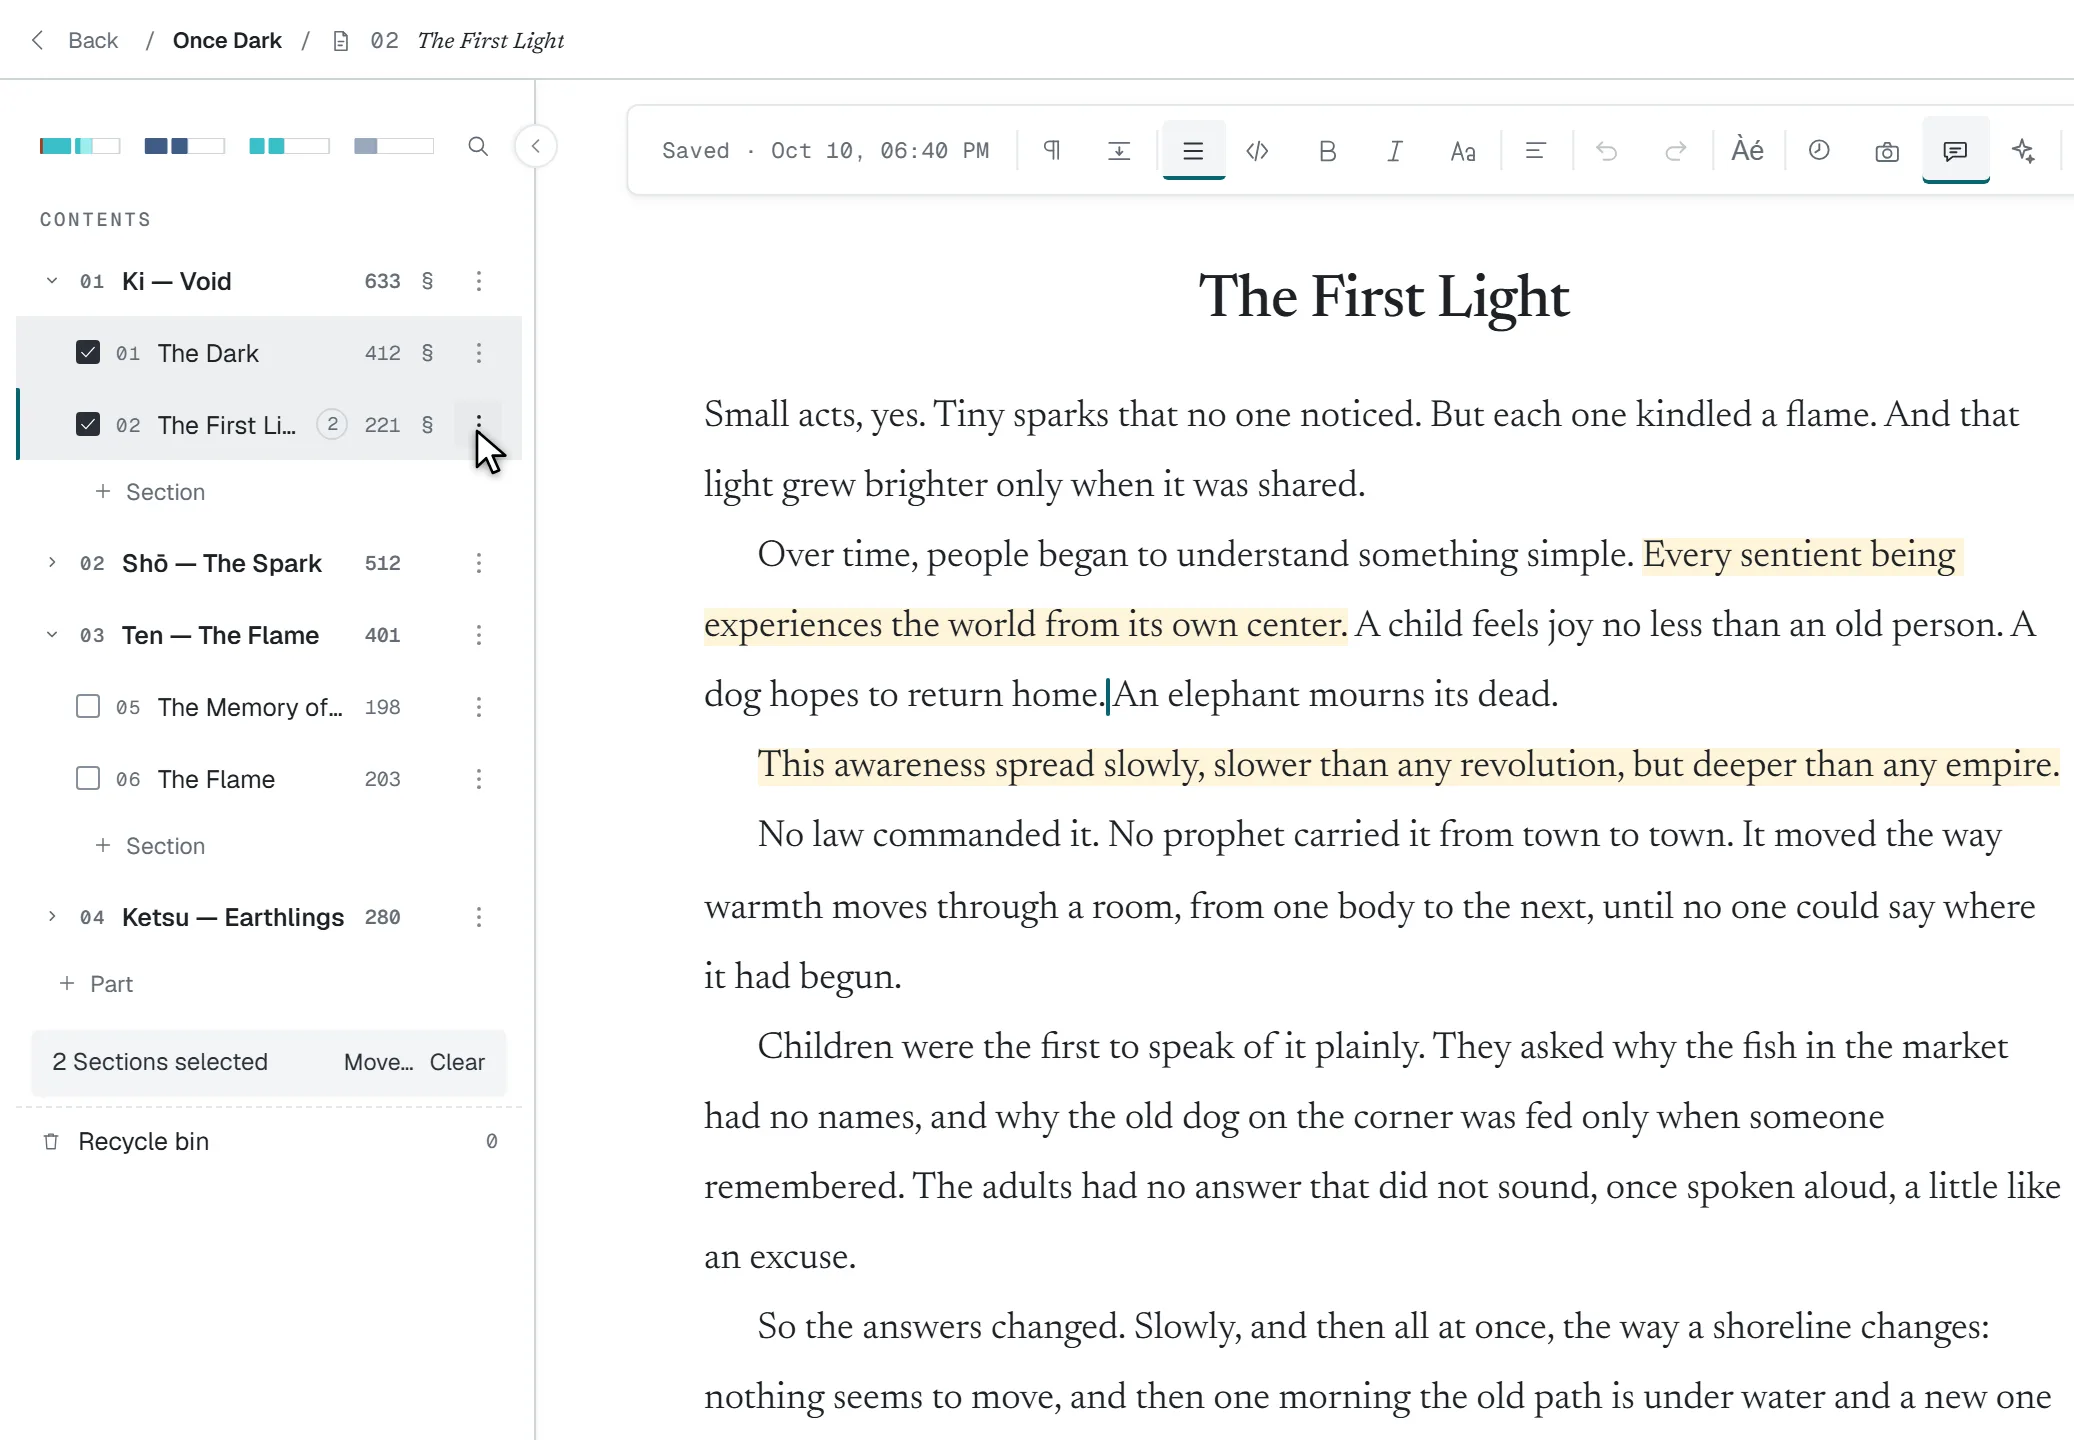 Back / Once Dark / 02 The First Light
CONTENTS
01 Ki — Void 633 §
01 The Dark 412 §
02 The First Li... 2 221 §
+ Section
02 Shō — The Spark 512
03 Ten — The Flame 401
05 The Memory of... 198
06 The Flame 203
+ Section
04 Ketsu — Earthlings 280
+ Part
2 Sections selected Move... Clear
Recycle bin 0
Saved · Oct 10, 06:40 PM ¶ </> B I Aa Àé
The First Light
Small acts, yes. Tiny sparks that no one noticed. But each one kindled a flame. And that
light grew brighter only when it was shared.
Over time, people began to understand something simple. Every sentient being
experiences the world from its own center. A child feels joy no less than an old person. A
dog hopes to return home. An elephant mourns its dead.
This awareness spread slowly, slower than any revolution, but deeper than any empire.
No law commanded it. No prophet carried it from town to town. It moved the way
warmth moves through a room, from one body to the next, until no one could say where
it had begun.
Children were the first to speak of it plainly. They asked why the fish in the market
had no names, and why the old dog on the corner was fed only when someone
remembered. The adults had no answer that did not sound, once spoken aloud, a little like
an excuse.
So the answers changed. Slowly, and then all at once, the way a shoreline changes:
nothing seems to move, and then one morning the old path is under water and a new one